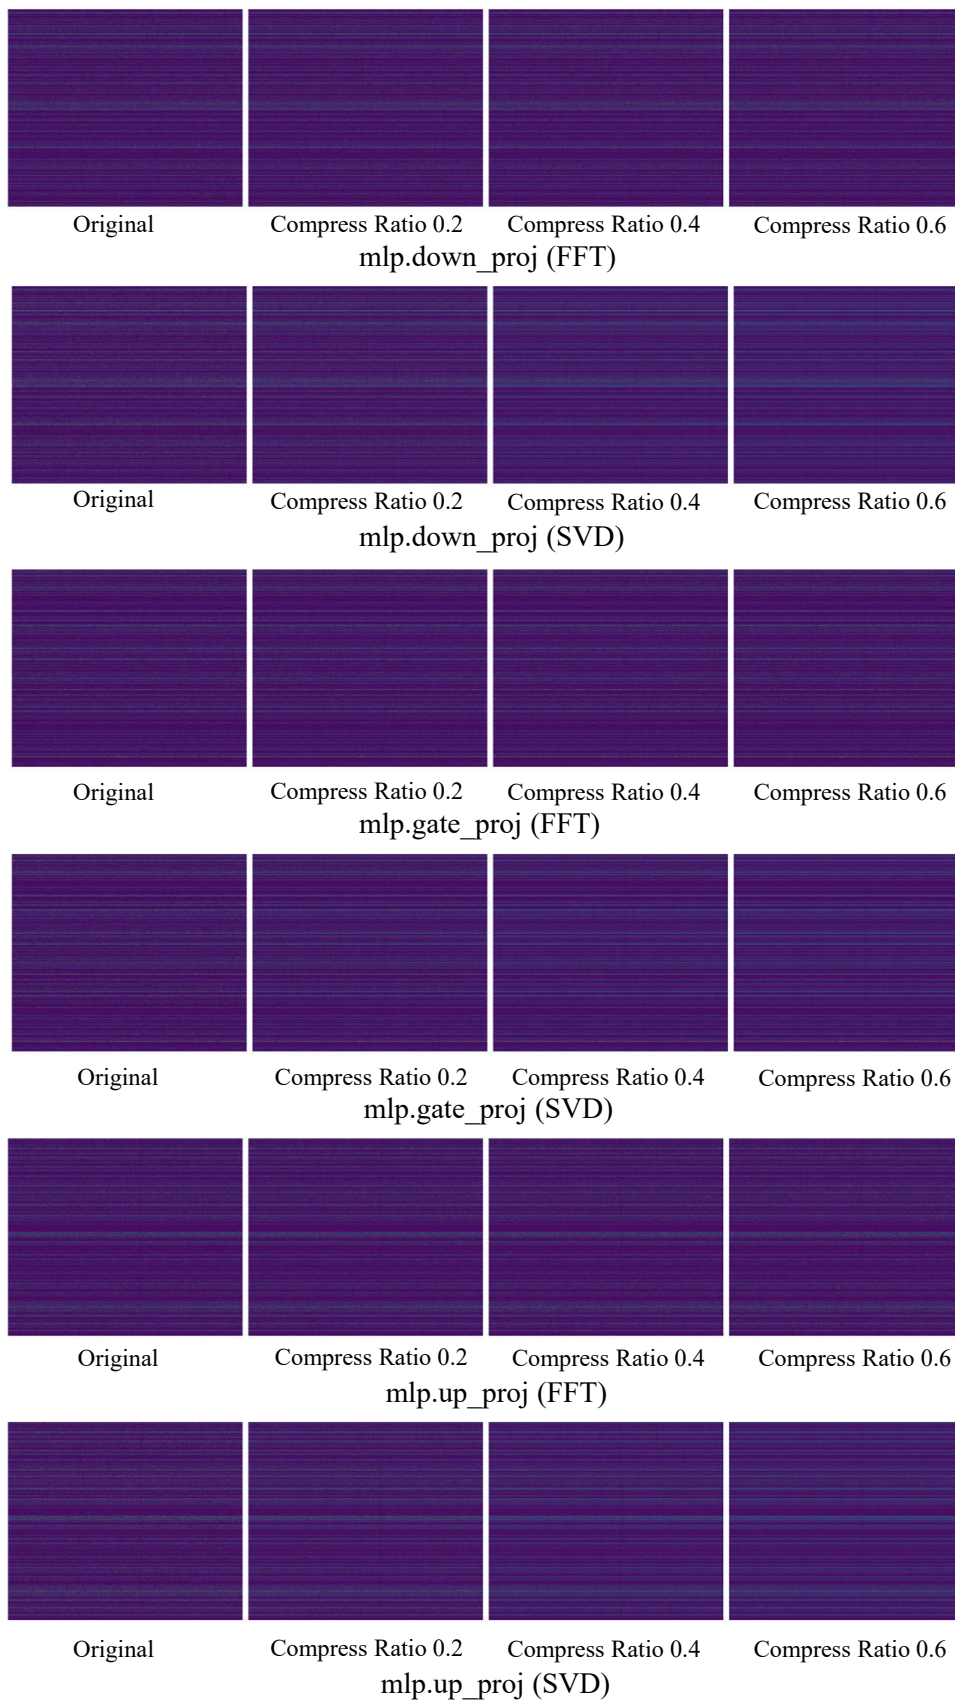 Original Compress Ratio 0.2 Compress Ratio 0.4 Compress Ratio 0.6
mlp.down_proj (FFT)
Original Compress Ratio 0.2 Compress Ratio 0.4 Compress Ratio 0.6
mlp.down_proj (SVD)
Original Compress Ratio 0.2 Compress Ratio 0.4 Compress Ratio 0.6
mlp.gate_proj (FFT)
Original Compress Ratio 0.2 Compress Ratio 0.4 Compress Ratio 0.6
mlp.gate_proj (SVD)
Original Compress Ratio 0.2 Compress Ratio 0.4 Compress Ratio 0.6
mlp.up_proj (FFT)
Original Compress Ratio 0.2 Compress Ratio 0.4 Compress Ratio 0.6
mlp.up_proj (SVD)